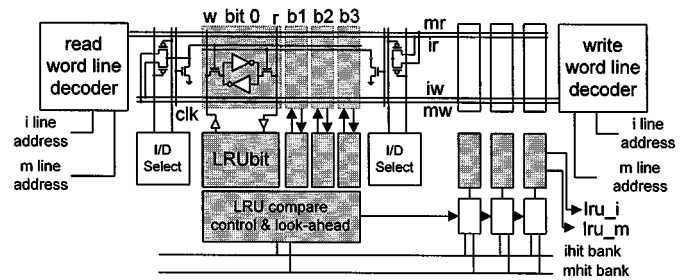 w bit 0 r b1 b2 b3
mr
ir
read
word line
decoder
write
word line
decoder
iw
mw
clk
i line
address
m line
address
I/D
Select
LRUbit
I/D
Select
i line
address
m line
address
LRU compare
control & look-ahead
lru_i
lru_m
ihit bank
mhit bank